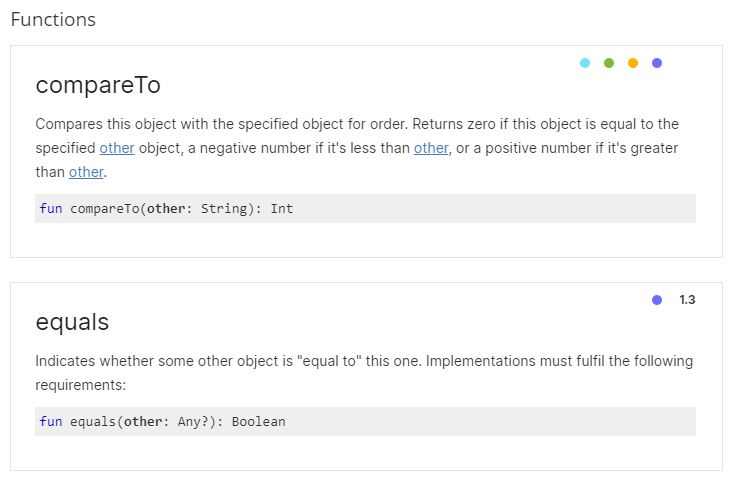 Functions
compareTo
Compares this object with the specified object for order. Returns zero if this object is equal to the
specified other object, a negative number if it's less than other, or a positive number if it's greater
than other.
fun compareTo(other: String): Int
1.3
equals
Indicates whether some other object is "equal to" this one. Implementations must fulfil the following
requirements:
fun equals(other: Any?): Boolean